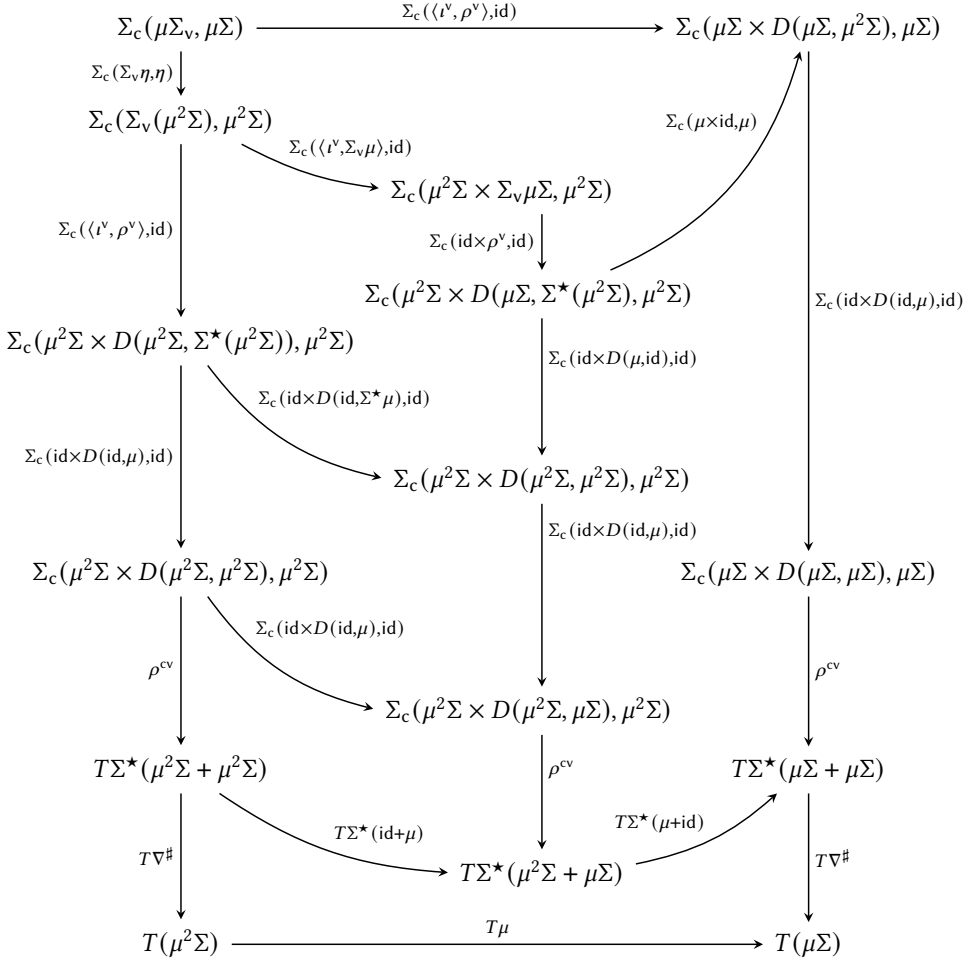 Σ_c(μΣ_v, μΣ) Σ_c(⟨ι^v, ρ^v⟩,id) Σ_c(μΣ × D(μΣ, μ²Σ), μΣ)
Σ_c(Σ_vη,η)
Σ_c(Σ_v(μ²Σ), μ²Σ) Σ_c(μ×id,μ)
Σ_c(⟨ι^v,Σ_vμ⟩,id)
Σ_c(μ²Σ × Σ_vμΣ, μ²Σ)
Σ_c(⟨ι^v, ρ^v⟩,id) Σ_c(id×ρ^v,id)
Σ_c(μ²Σ × D(μΣ, Σ^★(μ²Σ), μ²Σ) Σ_c(id×D(id,μ),id)
Σ_c(μ²Σ × D(μ²Σ, Σ^★(μ²Σ)), μ²Σ) Σ_c(id×D(μ,id),id)
Σ_c(id×D(id,Σ^★μ),id)
Σ_c(id×D(id,μ),id)
Σ_c(μ²Σ × D(μ²Σ, μ²Σ), μ²Σ)
Σ_c(id×D(id,μ),id)
Σ_c(μ²Σ × D(μ²Σ, μ²Σ), μ²Σ) Σ_c(μΣ × D(μΣ, μΣ), μΣ)
Σ_c(id×D(id,μ),id)
ρ^cv ρ^cv
Σ_c(μ²Σ × D(μ²Σ, μΣ), μ²Σ)
TΣ^★(μ²Σ + μ²Σ) ρ^cv TΣ^★(μΣ + μΣ)
TΣ^★(id+μ) TΣ^★(μ+id)
T∇^♯ TΣ^★(μ²Σ + μΣ) T∇^♯
T(μ²Σ) Tμ T(μΣ)